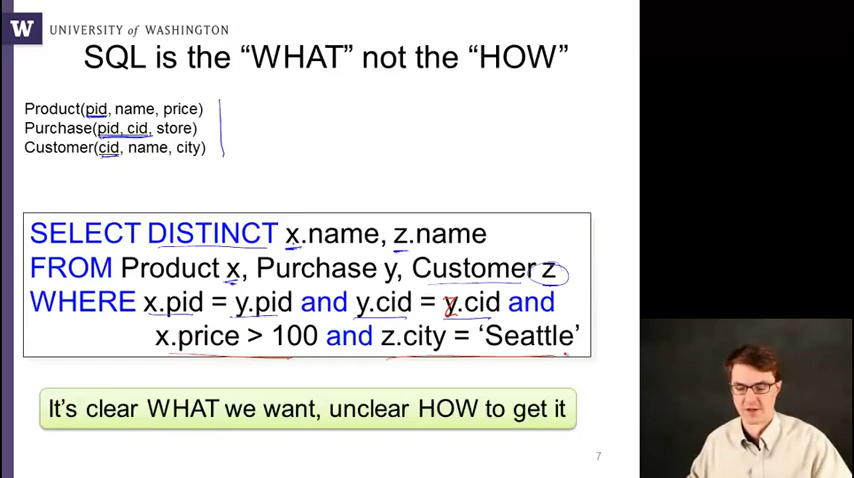 W UNIVERSITY of WASHINGTON
SQL is the “WHAT” not the “HOW”
Product(pid, name, price)
Purchase(pid, cid, store)
Customer(cid, name, city)
SELECT DISTINCT x.name, z.name
FROM Product x, Purchase y, Customer z
WHERE x.pid = y.pid and y.cid = y.cid and
x.price > 100 and z.city = ‘Seattle’
It’s clear WHAT we want, unclear HOW to get it
7